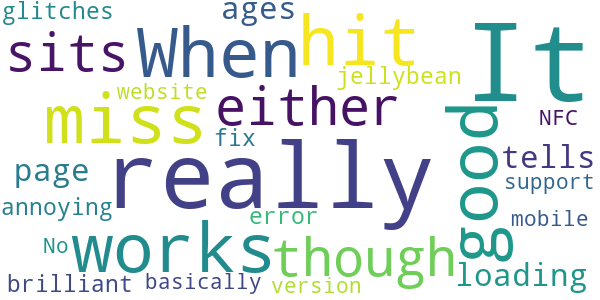 glitches ages
sits When hit It
jellybean
website
miss either NFC
fix good
page really tells
support
annoying error mobile
No works though loading
brilliant basically version